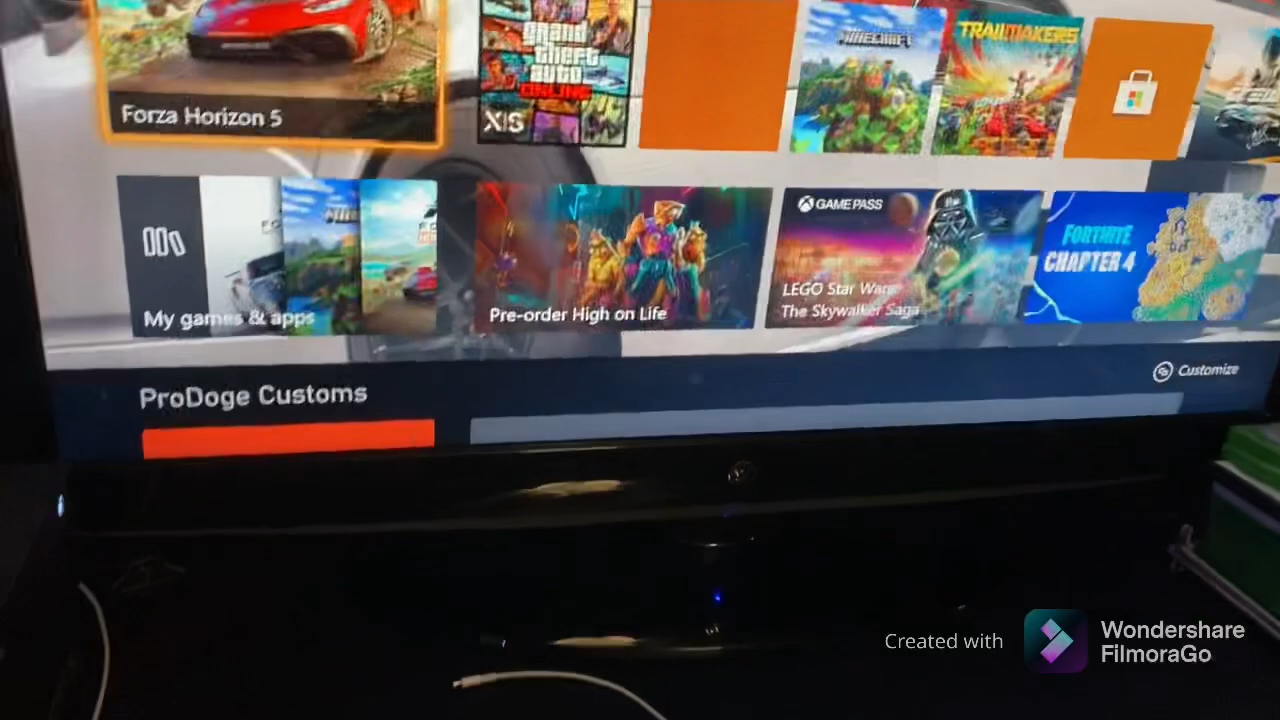 Forza Horizon 5
grand
theft
auto
ONLINE
X|S
MINECRAFT
TRAILMAKERS
My games & apps
Pre-order High on Life
GAME PASS
LEGO Star Wars
The Skywalker Saga
FORTNITE
CHAPTER 4
Customize
ProDoge Customs
Created with
Wondershare
FilmoraGo